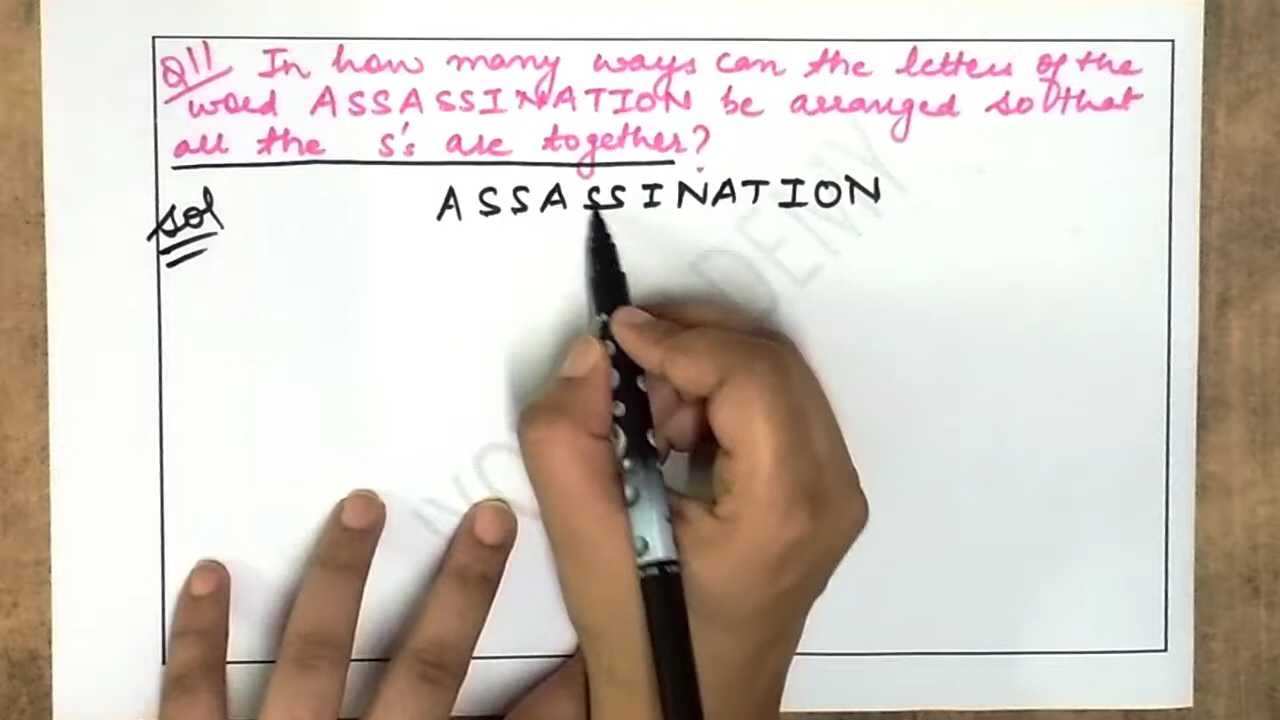 Q11 In how many ways can the letters of the
word ASSASSINATION be arranged so that
all the S's are together?
Sol
ASSASSINATION
DEMY